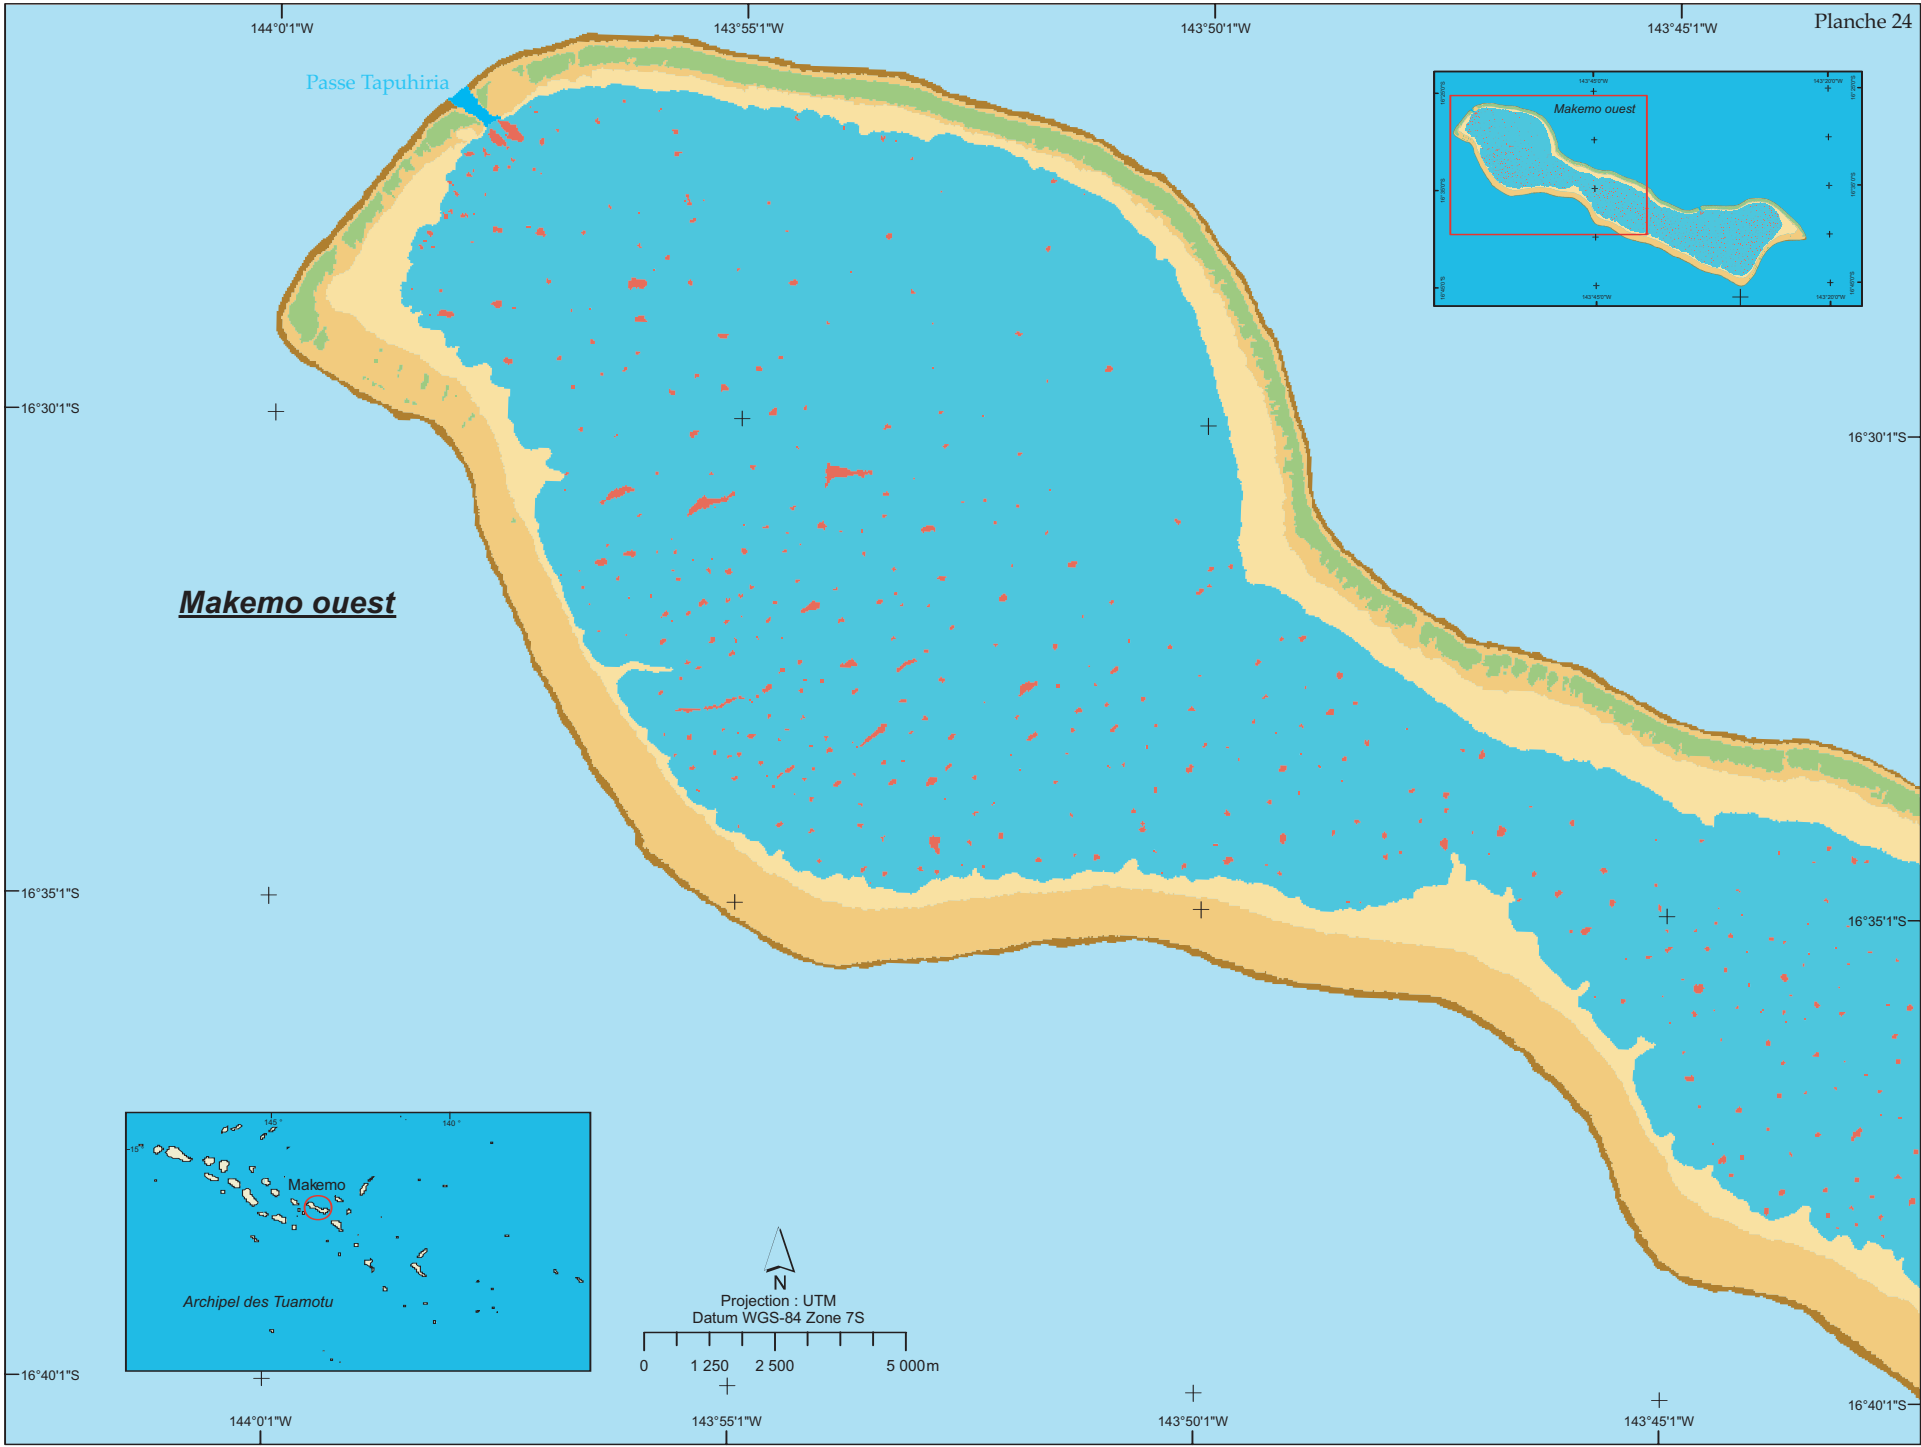 Planche 24
144°0'1"W
143°55'1"W
143°50'1"W
143°45'1"W
Passe Tapuhiria
Makemo ouest
16°30'1"S
16°30'1"S
Makemo ouest
16°35'1"S
16°35'1"S
145°
140°
15°
Makemo
Archipel des Tuamotu
N
Projection : UTM
Datum WGS-84 Zone 7S
0 1 250 2 500 5 000m
16°40'1"S
16°40'1"S
144°0'1"W
143°55'1"W
143°50'1"W
143°45'1"W